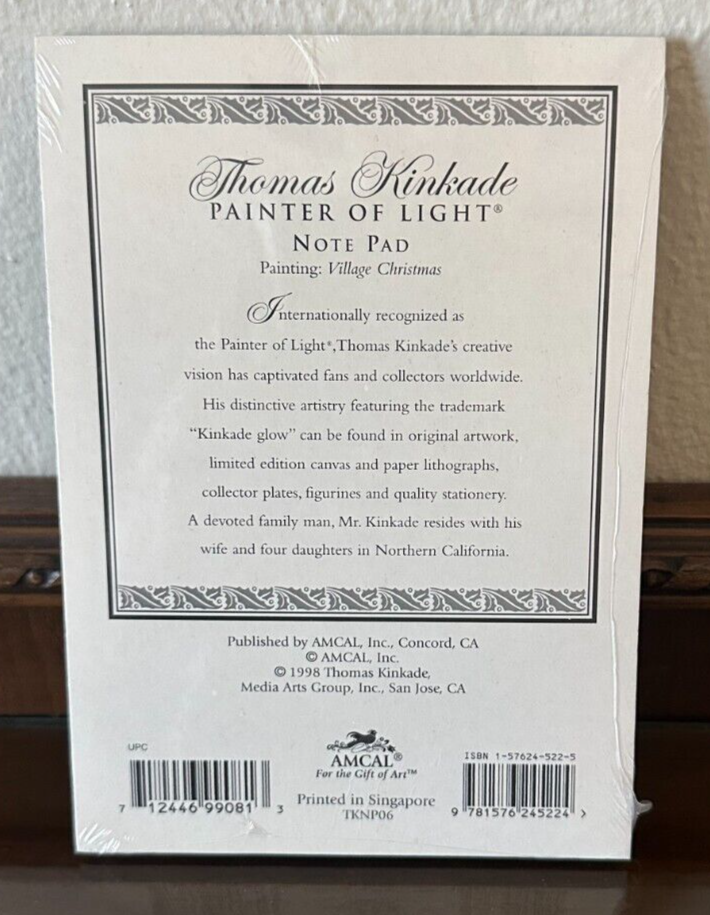 Thomas Kinkade
PAINTER OF LIGHT®
NOTE PAD
Painting: Village Christmas
Internationally recognized as
the Painter of Light®,Thomas Kinkade's creative
vision has captivated fans and collectors worldwide.
His distinctive artistry featuring the trademark
“Kinkade glow” can be found in original artwork,
limited edition canvas and paper lithographs,
collector plates, figurines and quality stationery.
A devoted family man, Mr. Kinkade resides with his
wife and four daughters in Northern California.
Published by AMCAL, Inc., Concord, CA
© AMCAL, Inc.
© 1998 Thomas Kinkade,
Media Arts Group, Inc., San Jose, CA
UPC
7 12446 99081 3
AMCAL®
For the Gift of Art™
Printed in Singapore
TKNP06
ISBN 1-57624-522-5
9 781576 245224 >